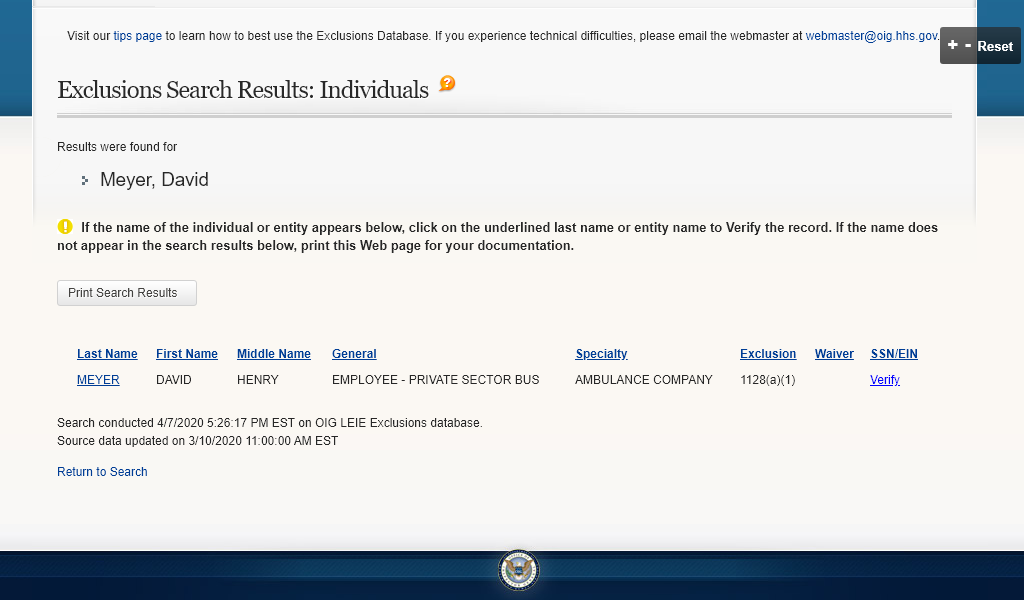 Visit our tips page to learn how to best use the Exclusions Database. If you experience technical difficulties, please email the webmaster at webmaster@oig.hhs.gov.
+ - Reset
Exclusions Search Results: Individuals
Results were found for
Meyer, David
If the name of the individual or entity appears below, click on the underlined last name or entity name to Verify the record. If the name does
not appear in the search results below, print this Web page for your documentation.
Print Search Results
Last Name First Name Middle Name General Specialty Exclusion Waiver SSN/EIN
MEYER DAVID HENRY EMPLOYEE - PRIVATE SECTOR BUS AMBULANCE COMPANY 1128(a)(1) Verify
Search conducted 4/7/2020 5:26:17 PM EST on OIG LEIE Exclusions database.
Source data updated on 3/10/2020 11:00:00 AM EST
Return to Search